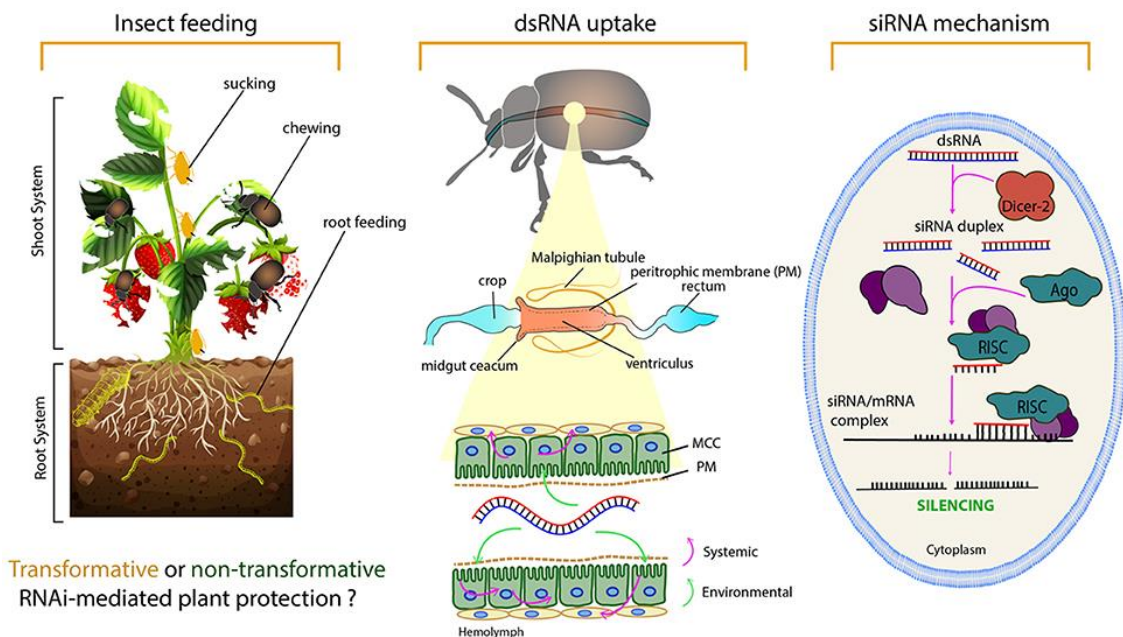 Insect feeding
sucking
chewing
root feeding
Shoot System
Root System
Transformative or non-transformative
RNAi-mediated plant protection ?
dsRNA uptake
Malpighian tubule
peritrophic membrane (PM)
crop
rectum
midgut ceacum
ventriculus
MCC
PM
Systemic
Environmental
Hemolymph
siRNA mechanism
dsRNA
Dicer-2
siRNA duplex
Ago
RISC
siRNA/mRNA
complex
RISC
SILENCING
Cytoplasm